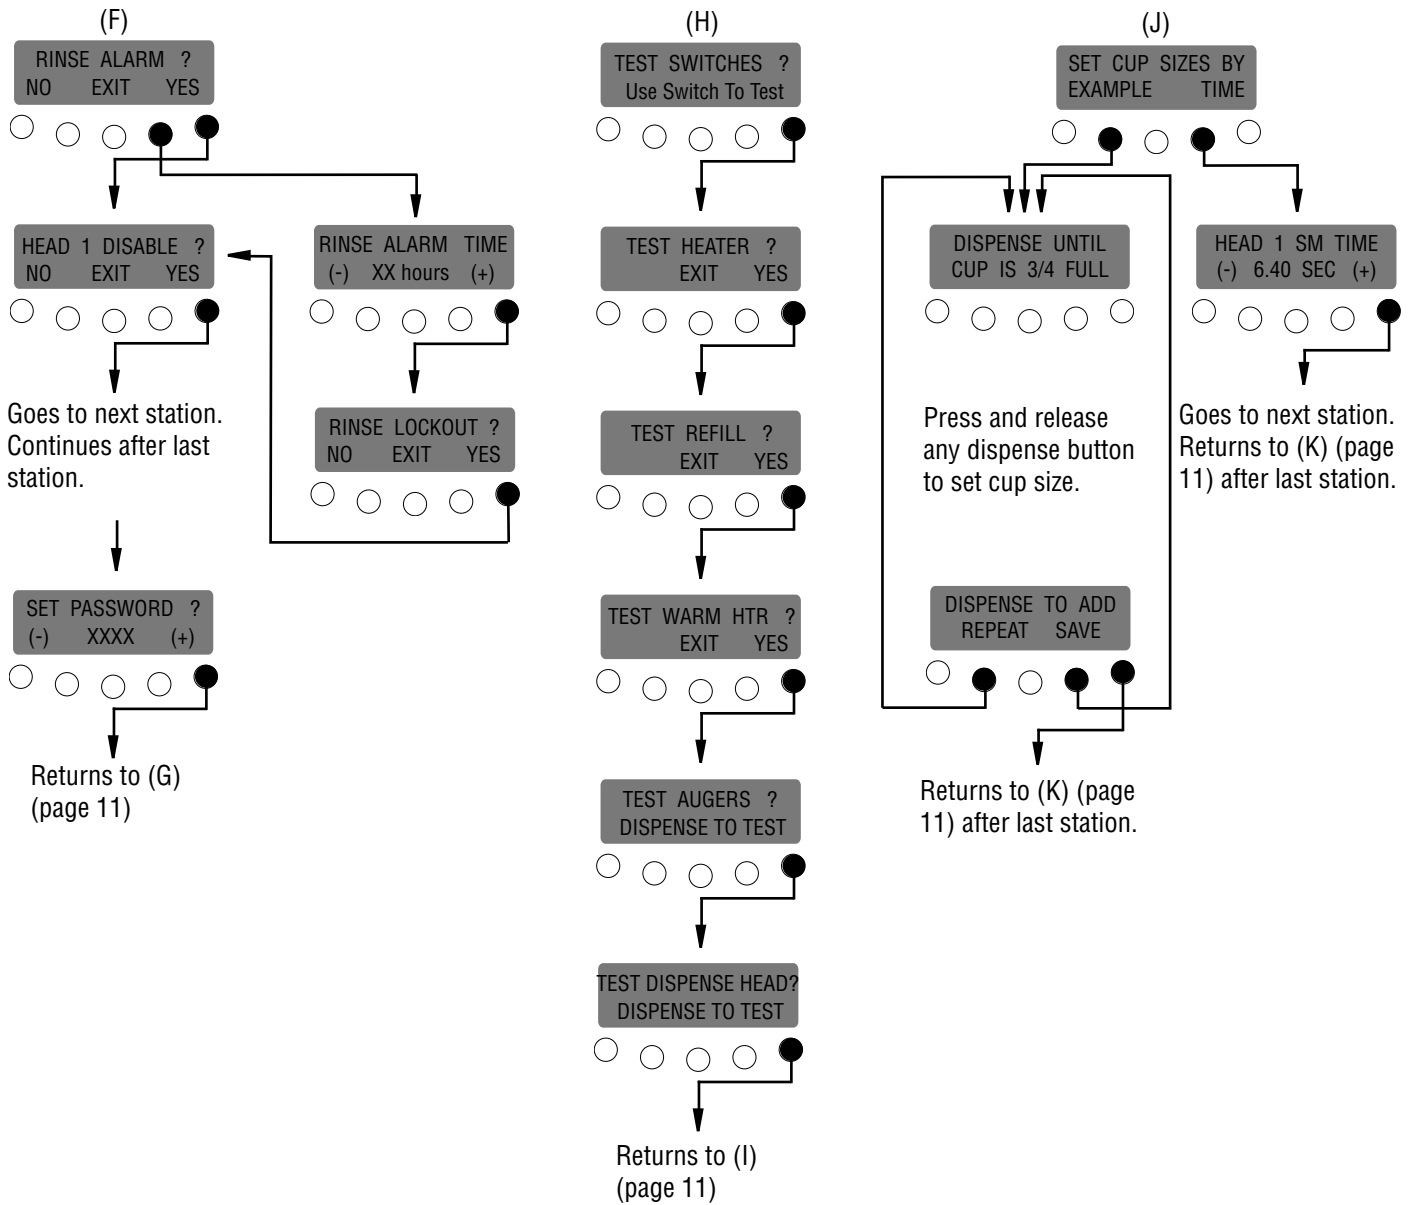 (F)
RINSE ALARM ?
NO EXIT YES
HEAD 1 DISABLE ?
NO EXIT YES
RINSE ALARM TIME
(-) XX hours (+)
Goes to next station.
Continues after last
station.
RINSE LOCKOUT ?
NO EXIT YES
SET PASSWORD ?
(-) XXXX (+)
Returns to (G)
(page 11)
(H)
TEST SWITCHES ?
Use Switch To Test
TEST HEATER ?
EXIT YES
TEST REFILL ?
EXIT YES
TEST WARM HTR ?
EXIT YES
TEST AUGERS ?
DISPENSE TO TEST
TEST DISPENSE HEAD?
DISPENSE TO TEST
Returns to (I)
(page 11)
(J)
SET CUP SIZES BY
EXAMPLE TIME
DISPENSE UNTIL
CUP IS 3/4 FULL
HEAD 1 SM TIME
(-) 6.40 SEC (+)
Press and release
any dispense button
to set cup size.
Goes to next station.
Returns to (K) (page
11) after last station.
DISPENSE TO ADD
REPEAT SAVE
Returns to (K) (page
11) after last station.